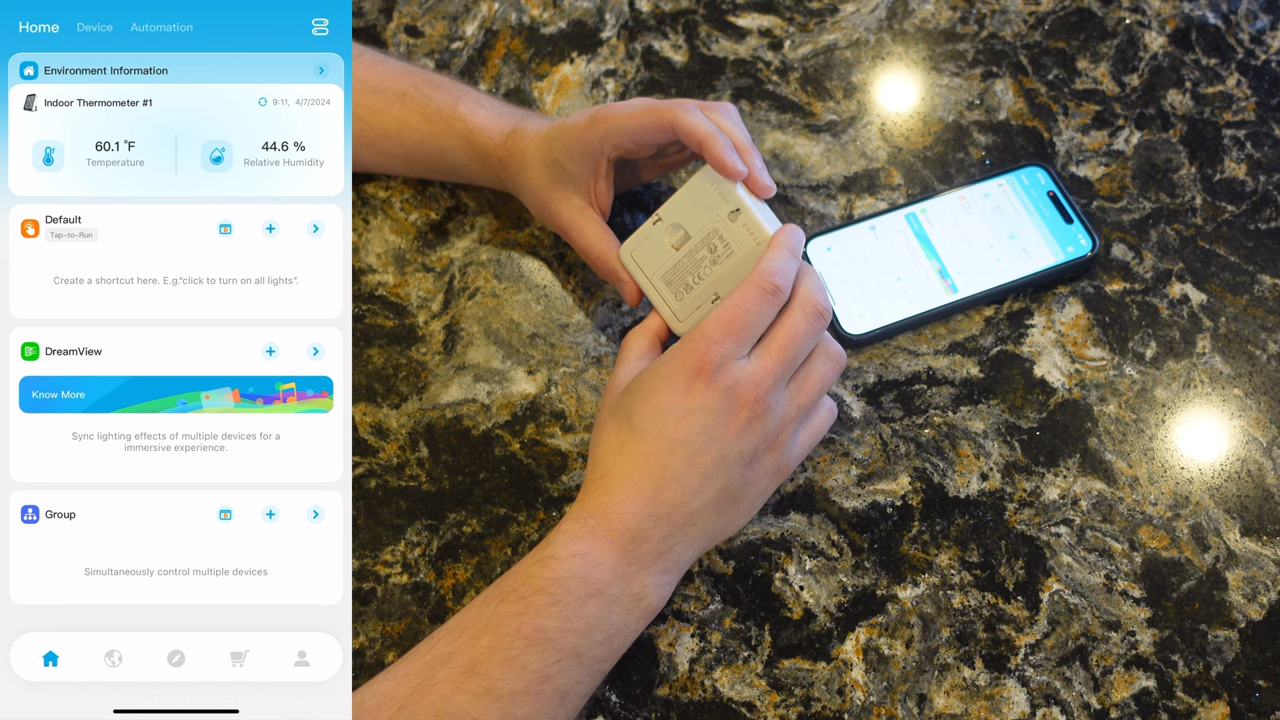 Home Device Automation
Environment Information
Indoor Thermometer #1
9:11, 4/7/2024
60.1 °F
Temperature
44.6 %
Relative Humidity
Default
Tap-to-Run
Create a shortcut here. E.g."click to turn on all lights".
DreamView
Know More
Sync lighting effects of multiple devices for a
immersive experience.
Group
Simultaneously control multiple devices